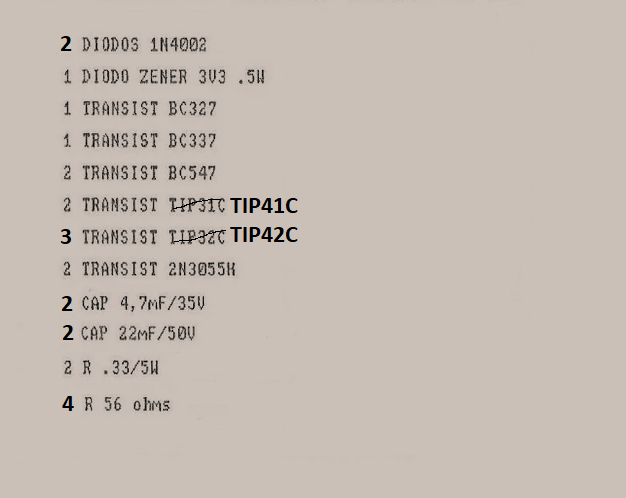 2 DIODOS 1N4002
1 DIODO ZENER 3V3 .5W
1 TRANSIST BC327
1 TRANSIST BC337
2 TRANSIST BC547
2 TRANSIST TIP31C TIP41C
3 TRANSIST TIP32C TIP42C
2 TRANSIST 2N3055H
2 CAP 4,7mF/35V
2 CAP 22mF/50V
2 R .33/5W
4 R 56 ohms